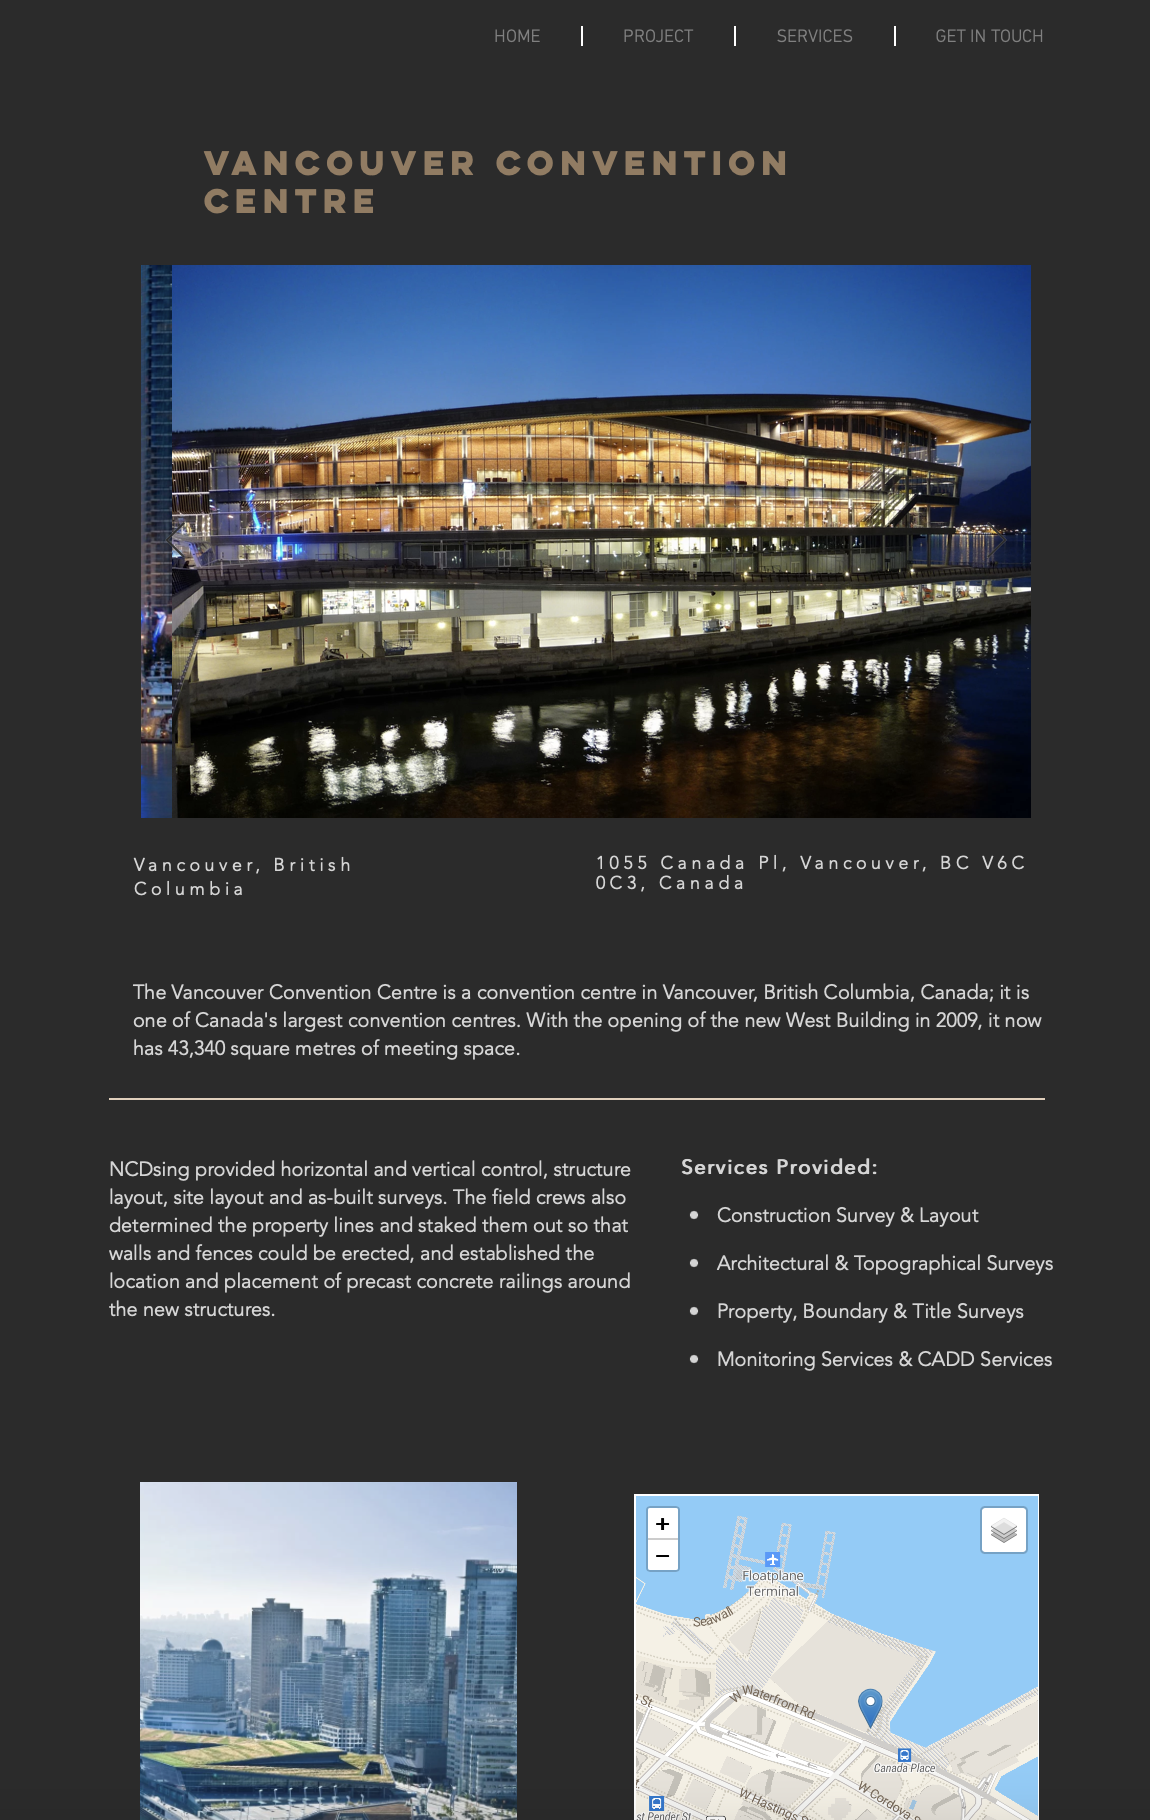 HOME
PROJECT
SERVICES
GET IN TOUCH
VANCOUVER CONVENTION
CENTRE
Vancouver, British
Columbia
1055 Canada Pl, Vancouver, BC V6C
0C3, Canada
The Vancouver Convention Centre is a convention centre in Vancouver, British Columbia, Canada; it is
one of Canada's largest convention centres. With the opening of the new West Building in 2009, it now
has 43,340 square metres of meeting space.
NCDsing provided horizontal and vertical control, structure
layout, site layout and as-built surveys. The field crews also
determined the property lines and staked them out so that
walls and fences could be erected, and established the
location and placement of precast concrete railings around
the new structures.
Services Provided:
Construction Survey & Layout
Architectural & Topographical Surveys
Property, Boundary & Title Surveys
Monitoring Services & CADD Services
+
−
Floatplane
Terminal
Seawall
St.
W Waterfront Rd.
Canada Place
W Hastings
W Cordova
st Pender St